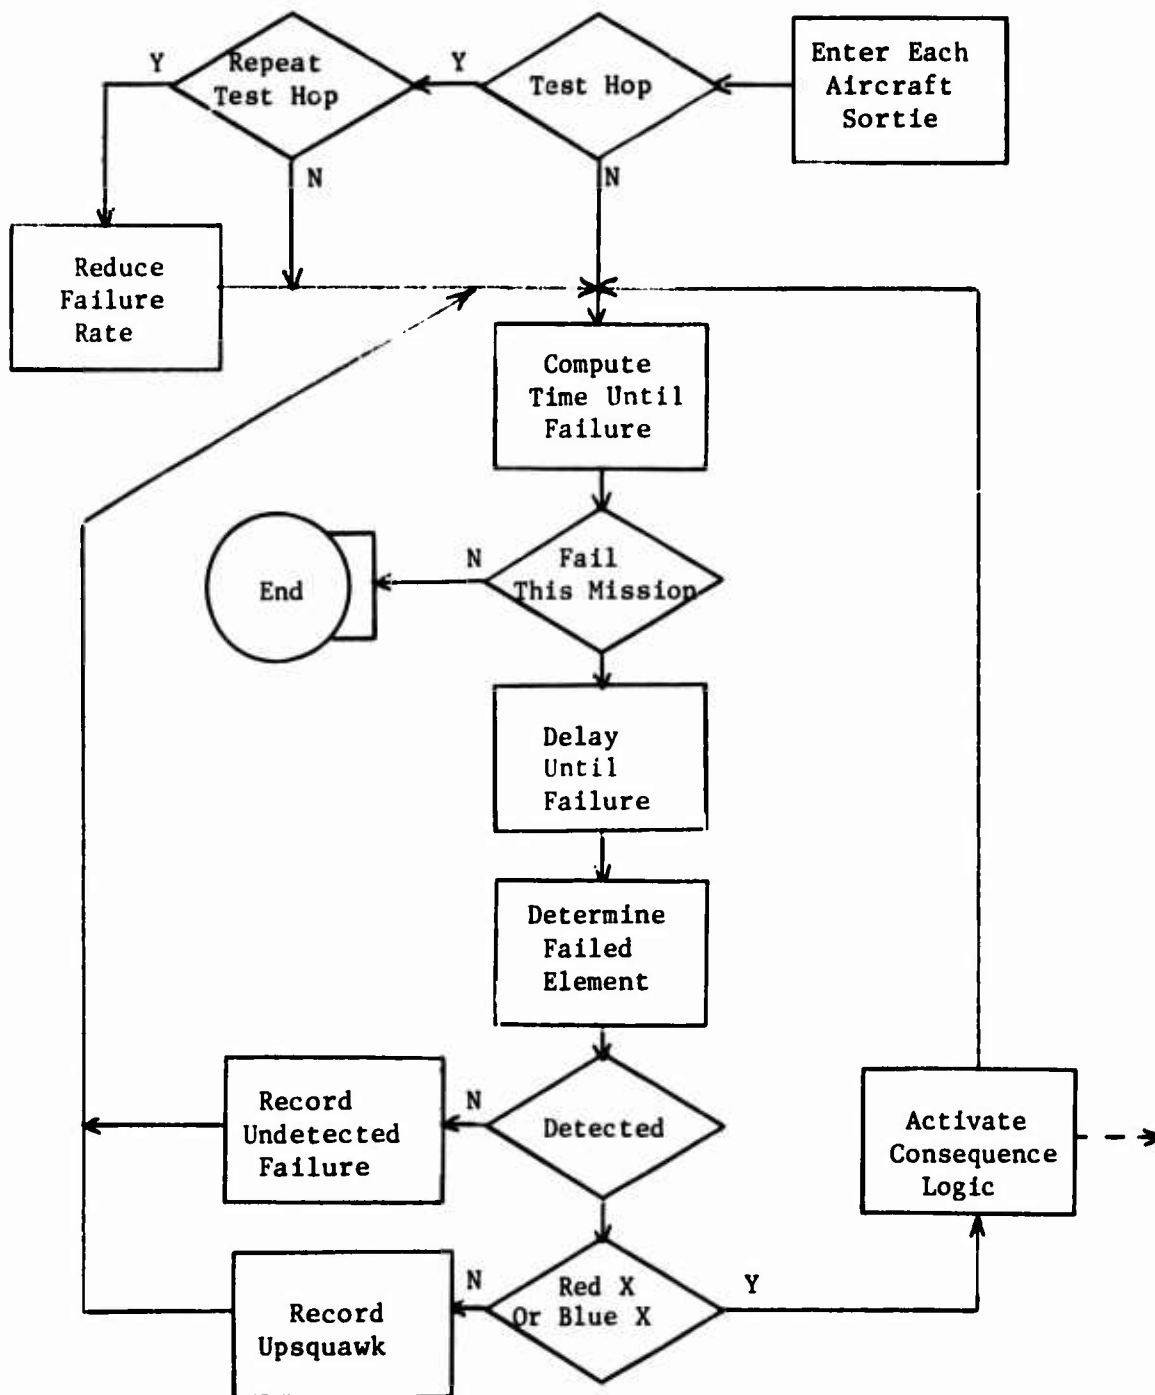 Y
Repeat
Test Hop
Y
Test Hop
Enter Each
Aircraft
Sortie
N
N
Reduce
Failure
Rate
Compute
Time Until
Failure
N
Fail
This Mission
End
Delay
Until
Failure
Determine
Failed
Element
Record
Undetected
Failure
N
Detected
Activate
Consequence
Logic
Record
Upsquawk
N
Red X
Or Blue X
Y